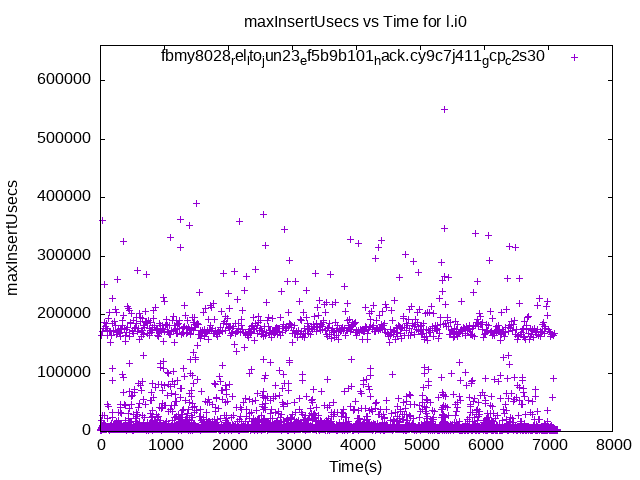 maxInsertUsecs vs Time for l.i0
fbmy8028relltojun23ef5b9b101hack.cy9c7j411gcpc2s30
600000
500000
400000
300000
200000
100000
0
maxInsertUsecs
0 1000 2000 3000 4000 5000 6000 7000 8000
Time(s)